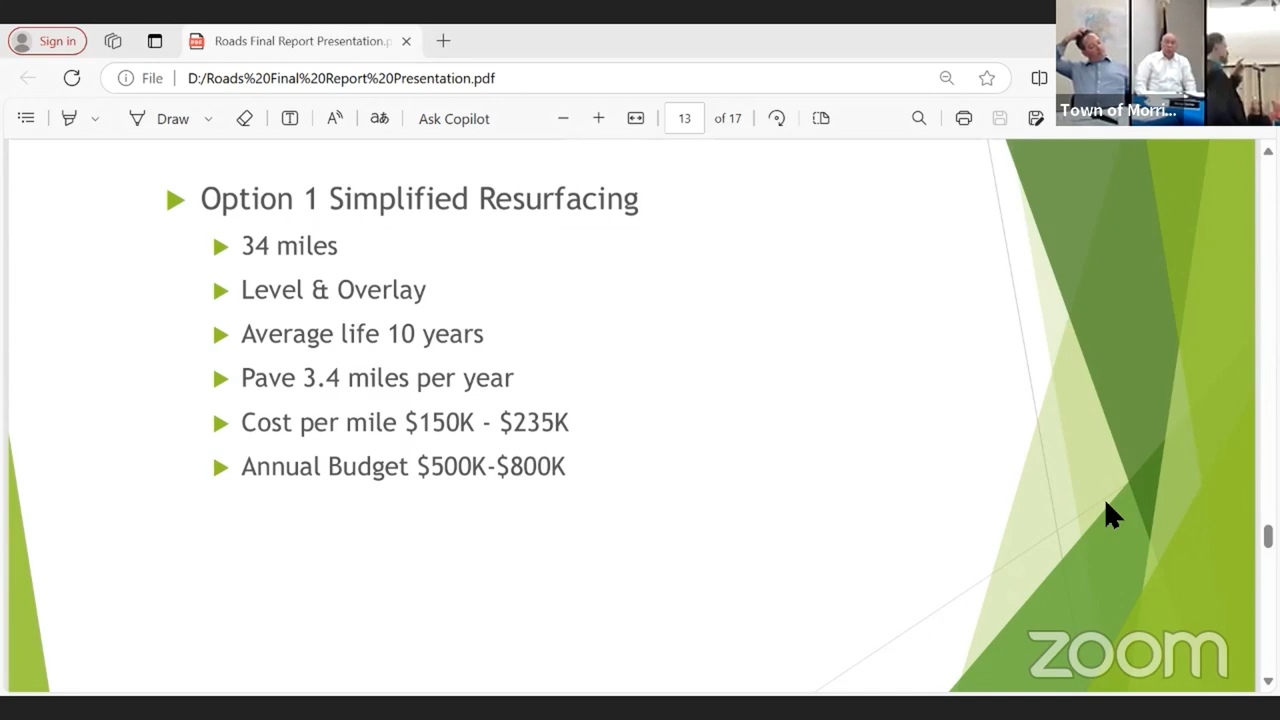 Sign in
Roads Final Report Presentation.p
File
D:/Roads%20Final%20Report%20Presentation.pdf
Draw
Ask Copilot
13 of 17
Town of Morri...
Option 1 Simplified Resurfacing
34 miles
Level & Overlay
Average life 10 years
Pave 3.4 miles per year
Cost per mile $150K - $235K
Annual Budget $500K-$800K
zoom